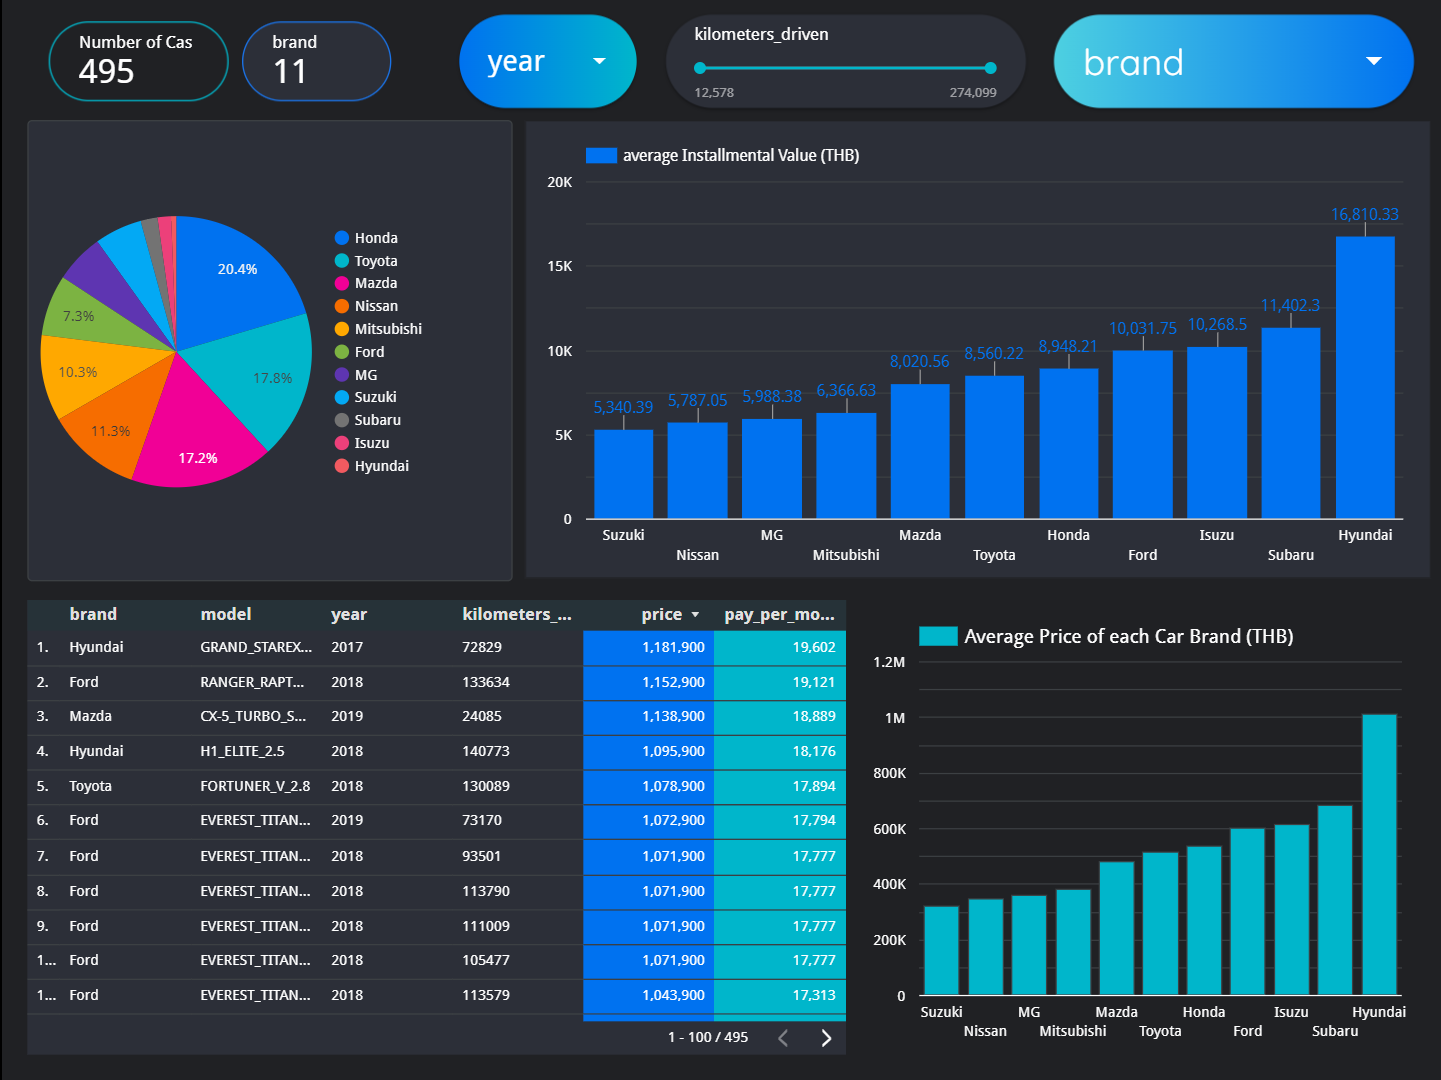 Number of Cas
495
brand
11
year
kilometers_driven
12,578 274,099
brand
20.4%
17.8%
17.2%
11.3%
10.3%
7.3%
Honda
Toyota
Mazda
Nissan
Mitsubishi
Ford
MG
Suzuki
Subaru
Isuzu
Hyundai
average Installmental Value (THB)
20K
15K
10K
5K
0
5,340.39
5,787.05
5,988.38
6,366.63
8,020.56
8,560.22
8,948.21
10,031.75
10,268.5
11,402.3
16,810.33
Suzuki
Nissan
MG
Mitsubishi
Mazda
Toyota
Honda
Ford
Isuzu
Subaru
Hyundai
brand model year kilometers_... price pay_per_mo...
1. Hyundai GRAND_STAREX... 2017 72829 1,181,900 19,602
2. Ford RANGER_RAPT... 2018 133634 1,152,900 19,121
3. Mazda CX-5_TURBO_S... 2019 24085 1,138,900 18,889
4. Hyundai H1_ELITE_2.5 2018 140773 1,095,900 18,176
5. Toyota FORTUNER_V_2.8 2018 130089 1,078,900 17,894
6. Ford EVEREST_TITAN... 2019 73170 1,072,900 17,794
7. Ford EVEREST_TITAN... 2018 93501 1,071,900 17,777
8. Ford EVEREST_TITAN... 2018 113790 1,071,900 17,777
9. Ford EVEREST_TITAN... 2018 111009 1,071,900 17,777
1... Ford EVEREST_TITAN... 2018 105477 1,071,900 17,777
1... Ford EVEREST_TITAN... 2018 113579 1,043,900 17,313
1 - 100 / 495
Average Price of each Car Brand (THB)
1.2M
1M
800K
600K
400K
200K
0
Suzuki
Nissan
MG
Mitsubishi
Mazda
Toyota
Honda
Ford
Isuzu
Subaru
Hyundai